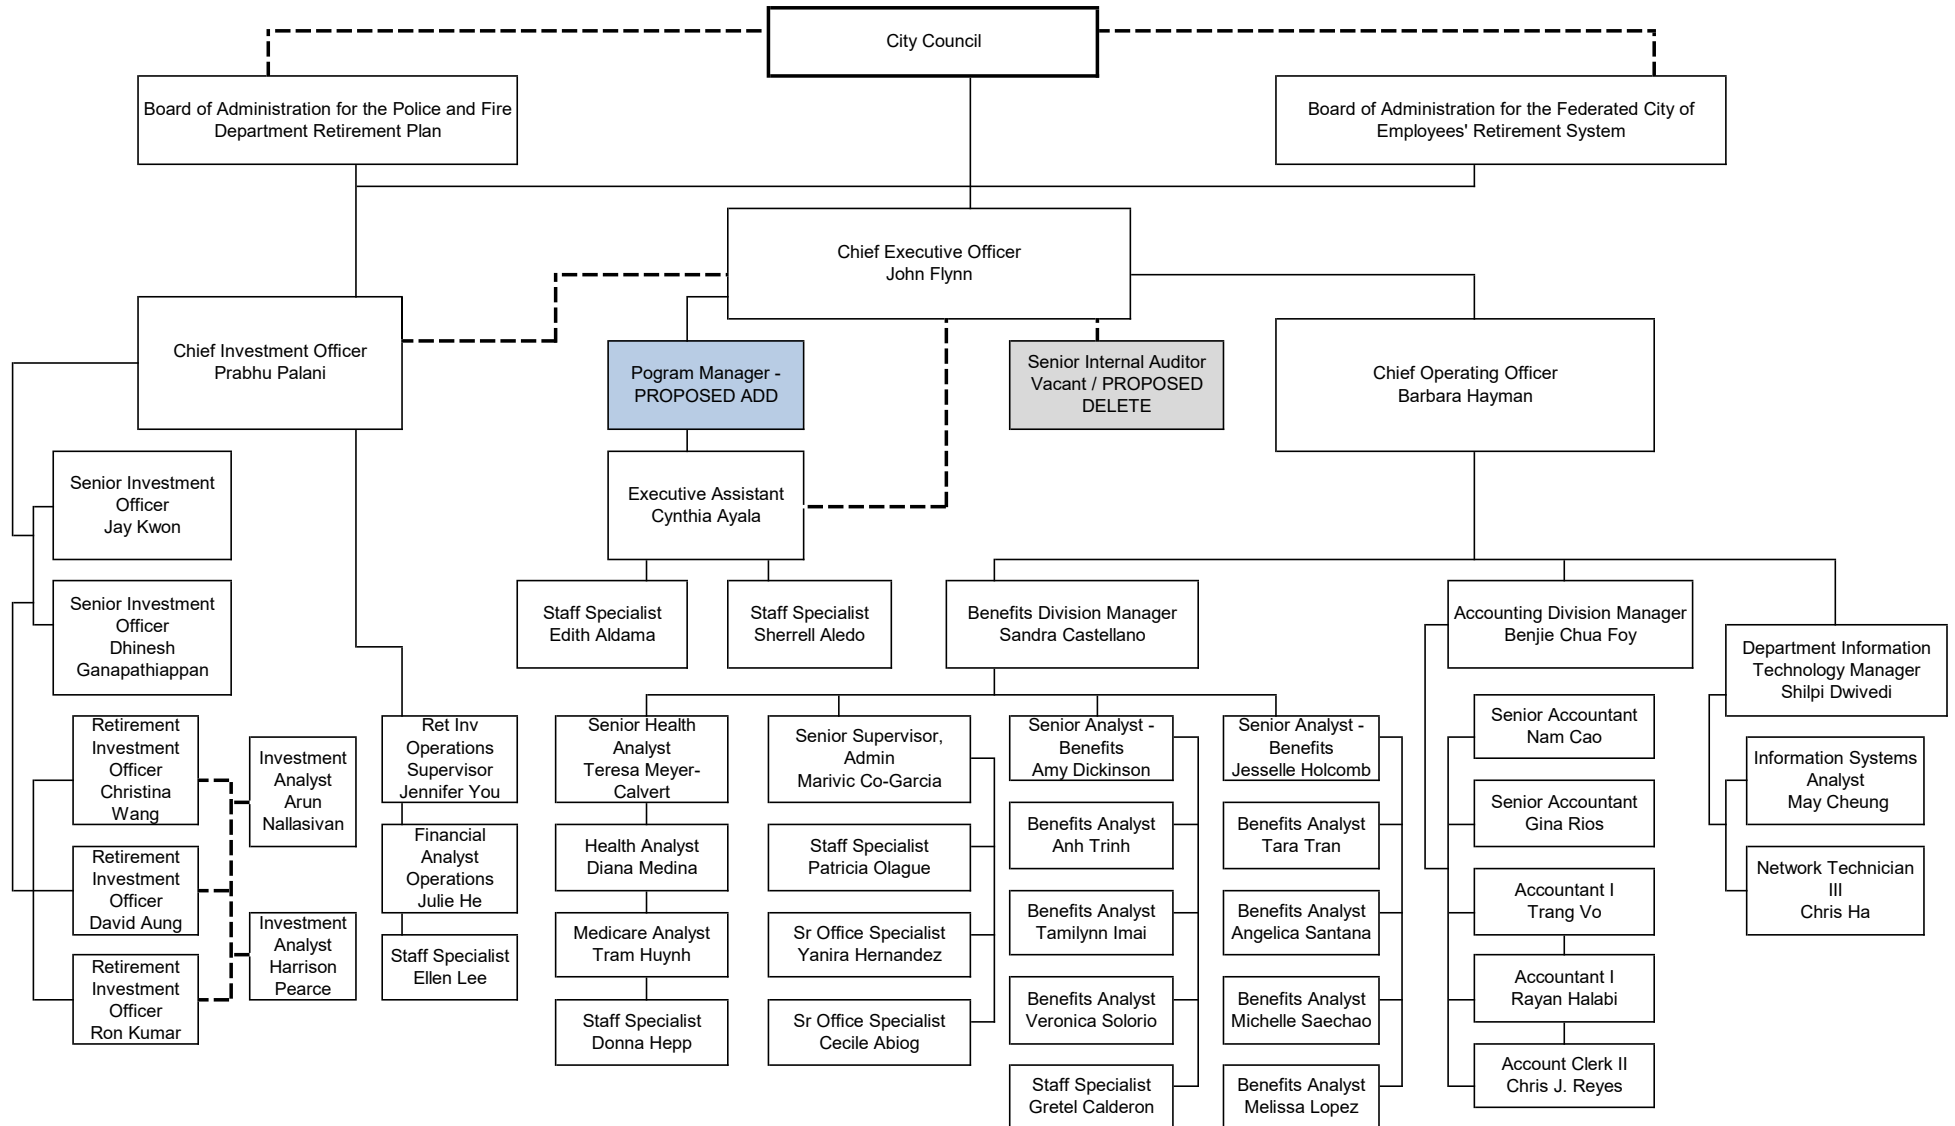 City Council
Board of Administration for the Police and Fire
Department Retirement Plan
Board of Administration for the Federated City of
Employees' Retirement System
Chief Executive Officer
John Flynn
Chief Investment Officer
Prabhu Palani
Pogram Manager -
PROPOSED ADD
Senior Internal Auditor
Vacant / PROPOSED
DELETE
Chief Operating Officer
Barbara Hayman
Senior Investment
Officer
Jay Kwon
Executive Assistant
Cynthia Ayala
Senior Investment
Officer
Dhinesh
Ganapathiappan
Staff Specialist
Edith Aldama
Staff Specialist
Sherrell Aledo
Benefits Division Manager
Sandra Castellano
Accounting Division Manager
Benjie Chua Foy
Department Information
Technology Manager
Shilpi Dwivedi
Retirement
Investment
Officer
Christina
Wang
Investment
Analyst
Arun
Nallasivan
Retirement
Investment
Officer
David Aung
Investment
Analyst
Harrison
Pearce
Retirement
Investment
Officer
Ron Kumar
Ret Inv
Operations
Supervisor
Jennifer You
Financial
Analyst
Operations
Julie He
Staff Specialist
Ellen Lee
Senior Health
Analyst
Teresa Meyer-
Calvert
Health Analyst
Diana Medina
Medicare Analyst
Tram Huynh
Staff Specialist
Donna Hepp
Senior Supervisor,
Admin
Marivic Co-Garcia
Staff Specialist
Patricia Olague
Sr Office Specialist
Yanira Hernandez
Sr Office Specialist
Cecile Abiog
Senior Analyst -
Benefits
Amy Dickinson
Benefits Analyst
Anh Trinh
Benefits Analyst
Tamilynn Imai
Benefits Analyst
Veronica Solorio
Staff Specialist
Gretel Calderon
Senior Analyst -
Benefits
Jesselle Holcomb
Benefits Analyst
Tara Tran
Benefits Analyst
Angelica Santana
Benefits Analyst
Michelle Saechao
Benefits Analyst
Melissa Lopez
Senior Accountant
Nam Cao
Senior Accountant
Gina Rios
Accountant I
Trang Vo
Accountant I
Rayan Halabi
Account Clerk II
Chris J. Reyes
Information Systems
Analyst
May Cheung
Network Technician
III
Chris Ha